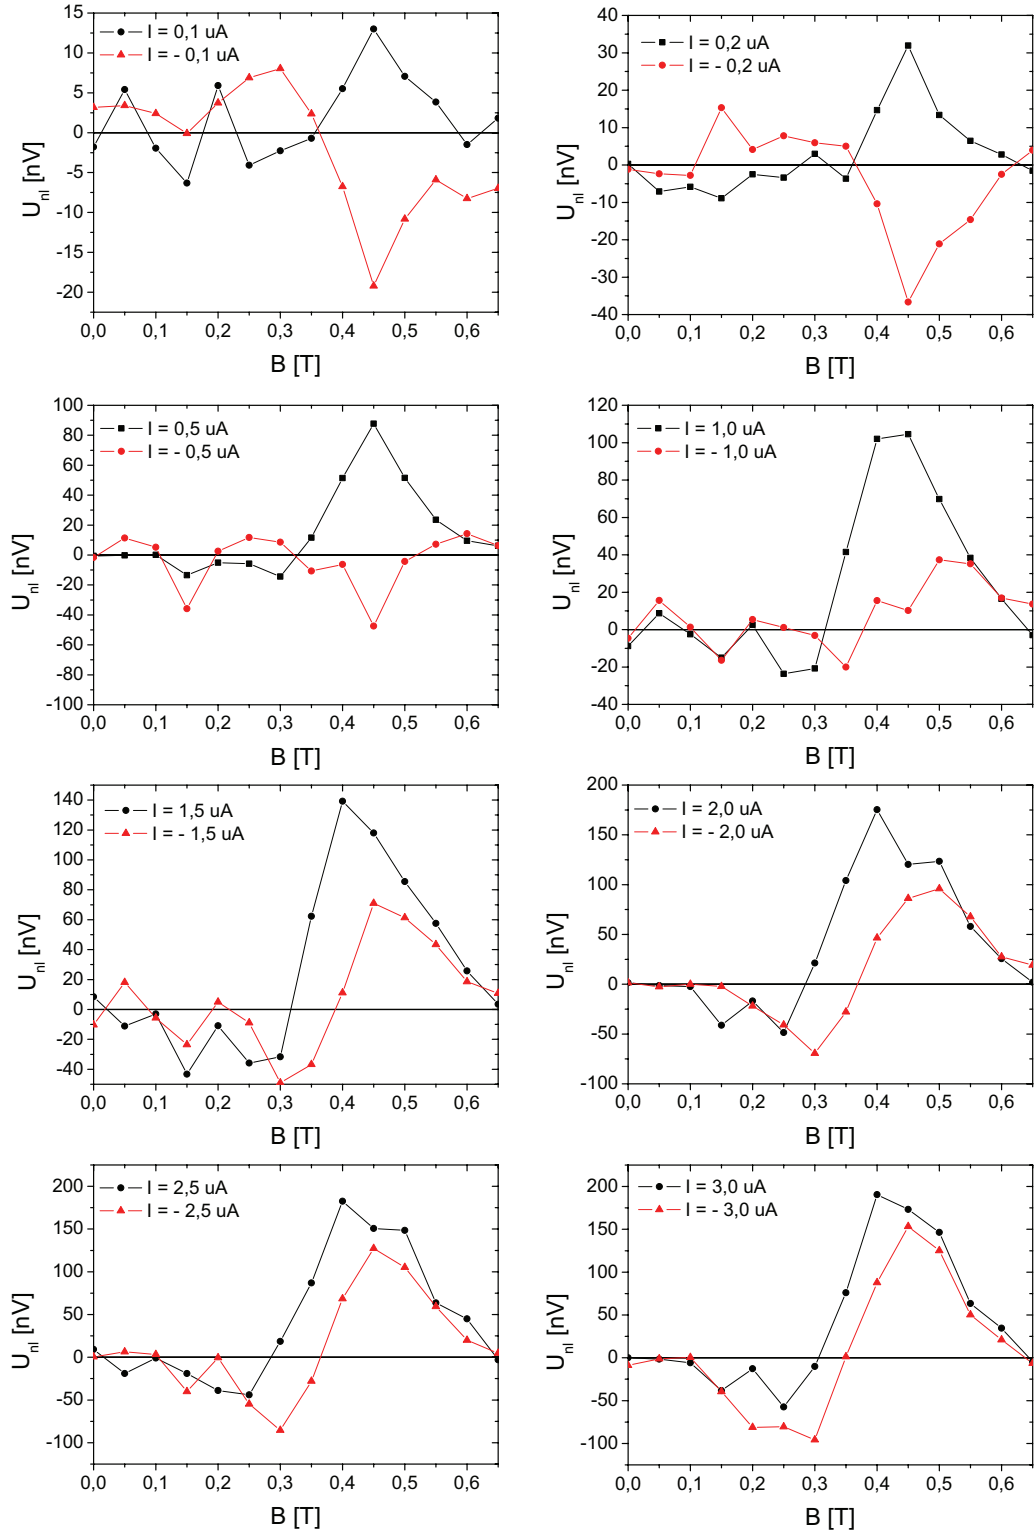 15
10
5
0
-5
-10
-15
-20
U_nl [nV]
I = 0,1 uA
I = - 0,1 uA
0,0 0,1 0,2 0,3 0,4 0,5 0,6
B [T]
40
30
20
10
0
-10
-20
-30
-40
U_nl [nV]
I = 0,2 uA
I = - 0,2 uA
0,0 0,1 0,2 0,3 0,4 0,5 0,6
B [T]
100
80
60
40
20
0
-20
-40
-60
-80
-100
U_nl [nV]
I = 0,5 uA
I = - 0,5 uA
0,0 0,1 0,2 0,3 0,4 0,5 0,6
B [T]
120
100
80
60
40
20
0
-20
-40
U_nl [nV]
I = 1,0 uA
I = - 1,0 uA
0,0 0,1 0,2 0,3 0,4 0,5 0,6
B [T]
140
120
100
80
60
40
20
0
-20
-40
U_nl [nV]
I = 1,5 uA
I = - 1,5 uA
0,0 0,1 0,2 0,3 0,4 0,5 0,6
B [T]
200
150
100
50
0
-50
-100
U_nl [nV]
I = 2,0 uA
I = - 2,0 uA
0,0 0,1 0,2 0,3 0,4 0,5 0,6
B [T]
200
150
100
50
0
-50
-100
U_nl [nV]
I = 2,5 uA
I = - 2,5 uA
0,0 0,1 0,2 0,3 0,4 0,5 0,6
B [T]
200
150
100
50
0
-50
-100
U_nl [nV]
I = 3,0 uA
I = - 3,0 uA
0,0 0,1 0,2 0,3 0,4 0,5 0,6
B [T]